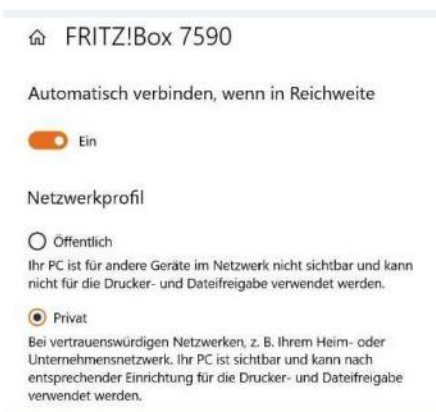 FRITZ!Box 7590
Automatisch verbinden, wenn in Reichweite
Ein
Netzwerkprofil
Öffentlich
Ihr PC ist für andere Geräte im Netzwerk nicht sichtbar und kann
nicht für die Drucker- und Dateifreigabe verwendet werden.
Privat
Bei vertrauenswürdigen Netzwerken, z. B. Ihrem Heim- oder
Unternehmensnetzwerk. Ihr PC ist sichtbar und kann nach
entsprechender Einrichtung für die Drucker- und Dateifreigabe
verwendet werden.